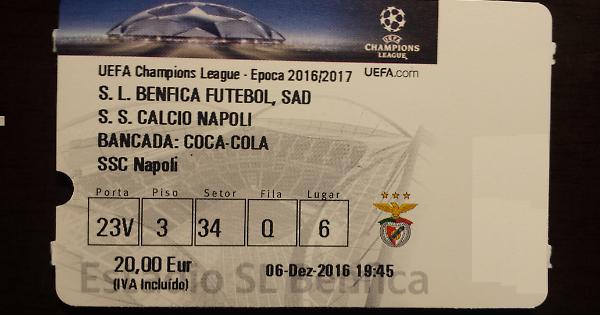 CHAMPIONS
LEAGUE
UEFA Champions League - Epoca 2016/2017 UEFA.com
S. L. BENFICA FUTEBOL, SAD
S. S. CALCIO NAPOLI
BANCADA: COCA-COLA
SSC Napoli
Porta Piso Setor Fila Lugar
23V 3 34 Q 6
20,00 Eur 06-Dez-2016 19:45
(IVA Incluído)
Estádio SL Benfica